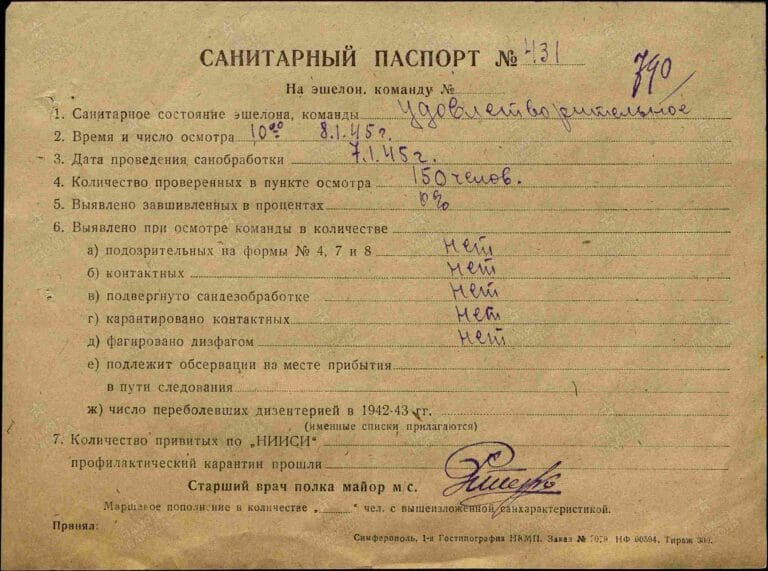 САНИТАРНЫЙ ПАСПОРТ № 431
790
На эшелон, команду №
1. Санитарное состояние эшелона, команды удовлетворительное
2. Время и число осмотра 10⁰⁰ 8.1.45г.
3. Дата проведения санобработки 7.1.45г.
4. Количество проверенных в пункте осмотра 150 челов.
5. Выявлено завшивленных в процентах 0%
6. Выявлено при осмотре команды в количестве
а) подозрительных на формы № 4, 7 и 8 нет
б) контактных нет
в) подвергнуто сандезобработке нет
г) карантировано контактных нет
д) фагировано дизфагом нет
е) подлежит обсервации на месте прибытия
в пути следования
ж) число переболевших дизентерией в 1942-43 гг.
(именные списки прилагаются)
7. Количество привитых по „НИИСИ"
профилактический карантин прошли
Старший врач полка майор м/с.
Маршевое пополнение в количестве „ " чел. с вышеизложенной санхарактеристикой.
Принял:
Симферополь, 1-я Гостипография НКМП. Заказ № НФ 00594. Тираж